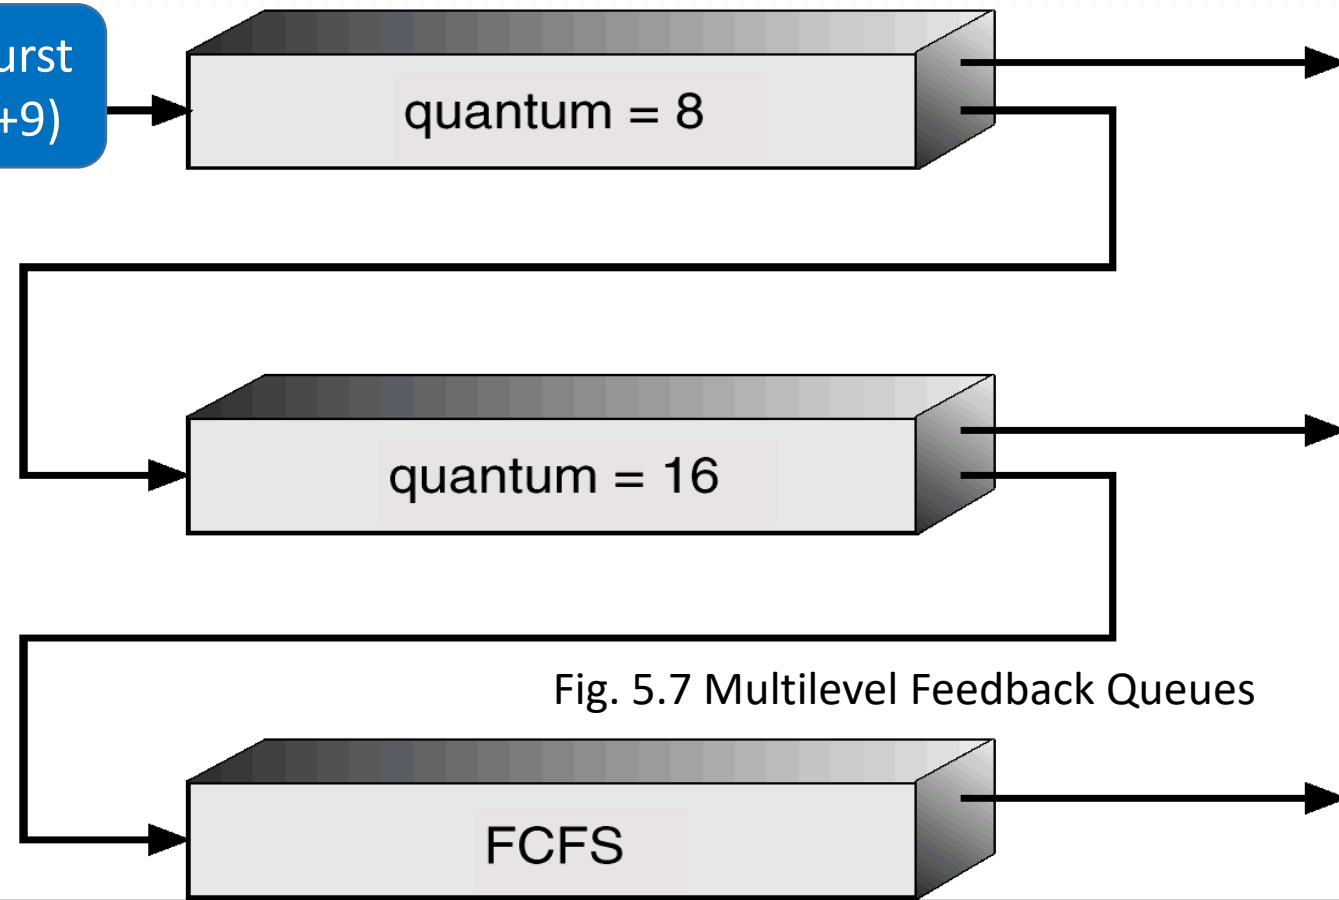 urst
+9)
quantum = 8
quantum = 16
Fig. 5.7 Multilevel Feedback Queues
FCFS